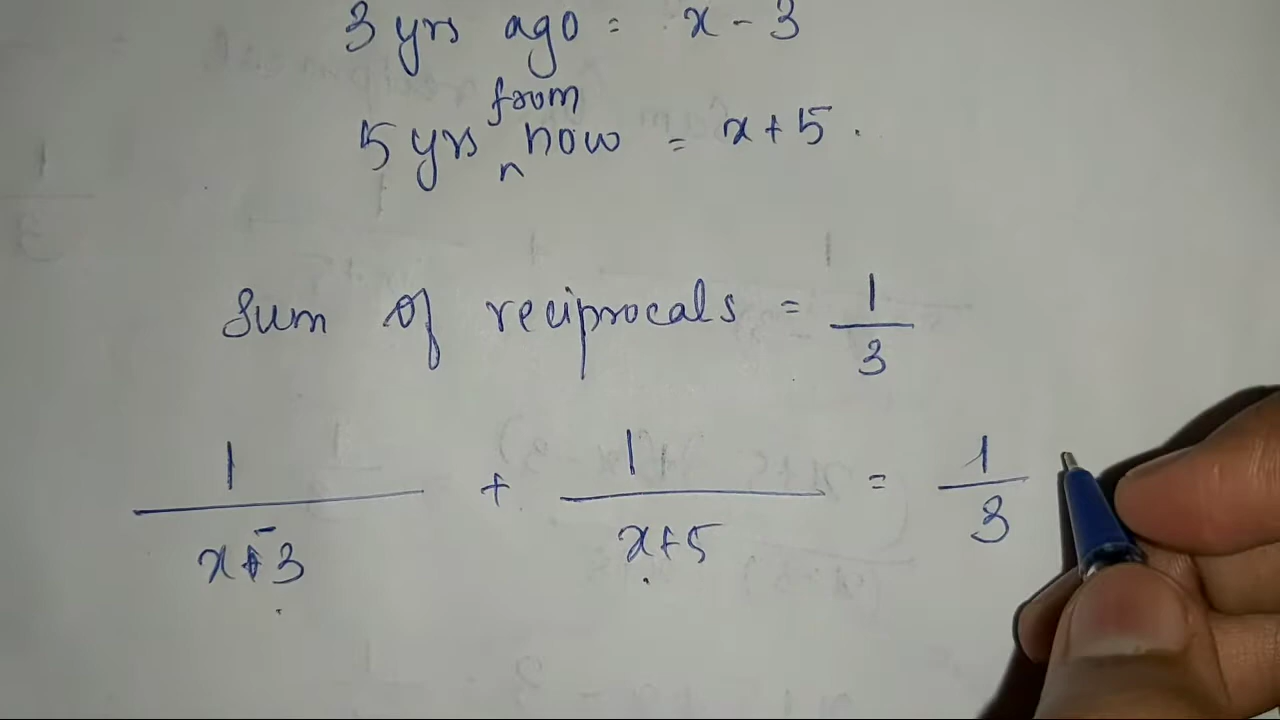 3 yrs ago = x - 3
from
5 yrs now = x + 5 .
Sum of reciprocals = 1/3
1/(x-3) + 1/(x+5) = 1/3